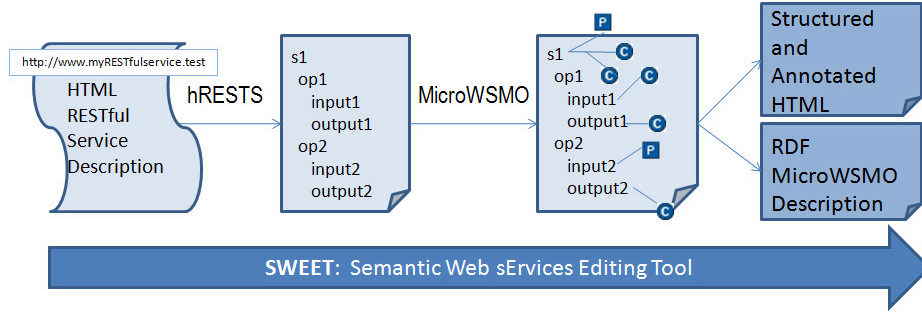 http://www.myRESTfulservice.test
HTML
RESTful
Service
Description
hRESTS
s1
op1
input1
output1
op2
input2
output2
MicroWSMO
P
s1
C
op1
C
C
input1
output1
C
op2
P
input2
output2
C
Structured
and
Annotated
HTML
RDF
MicroWSMO
Description
SWEET: Semantic Web sErvices Editing Tool